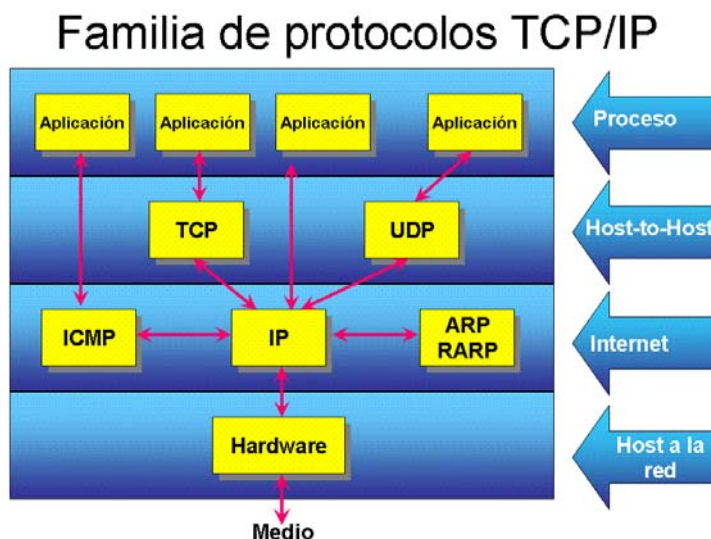 Familia de protocolos TCP/IP
Aplicación
Aplicación
Aplicación
Aplicación
Proceso
TCP
UDP
Host-to-Host
ICMP
IP
ARP
RARP
Internet
Hardware
Host a la
red
Medio